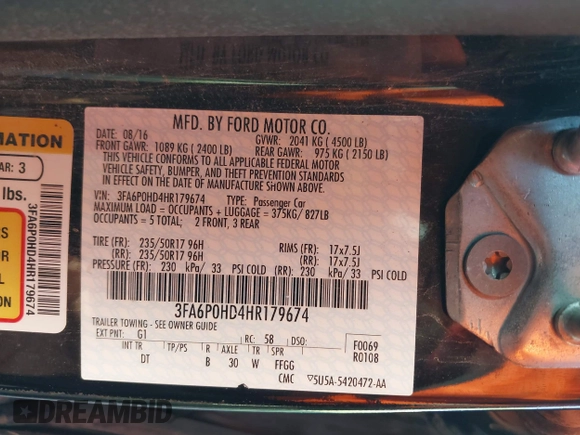 MFD. BY FORD MOTOR CO.
DATE: 08/16 GVWR: 2041 KG ( 4500 LB)
FRONT GAWR: 1089 KG ( 2400 LB) REAR GAWR: 975 KG ( 2150 LB)
THIS VEHICLE CONFORMS TO ALL APPLICABLE FEDERAL MOTOR
VEHICLE SAFETY, BUMPER, AND THEFT PREVENTION STANDARDS
IN EFFECT ON THE DATE OF MANUFACTURE SHOWN ABOVE.
VIN: 3FA6P0HD4HR179674 TYPE: Passenger Car
MAXIMUM LOAD = OCCUPANTS + LUGGAGE = 375KG/ 827LB
OCCUPANTS = 5 TOTAL; 2 FRONT, 3 REAR
TIRE (FR): 235/50R17 96H RIMS (FR): 17x7.5J
(RR): 235/50R17 96H (RR): 17x7.5J
PRESSURE (FR): 230 kPa/ 33 PSI COLD (RR): 230 kPa/ 33 PSI COLD
3FA6P0HD4HR179674
TRAILER TOWING - SEE OWNER GUIDE
EXT PNT: G1 RC: 58 DSO: F0069
R0108
INT TR TP/PS R AXLE TR SPR
DT B 30 W FFGG
CMC ▽SU5A-5420472-AA
MATION
AR: 3
lbs.
3FA6P0HD4HR179674
S
OR
L
ION
DREAMBID